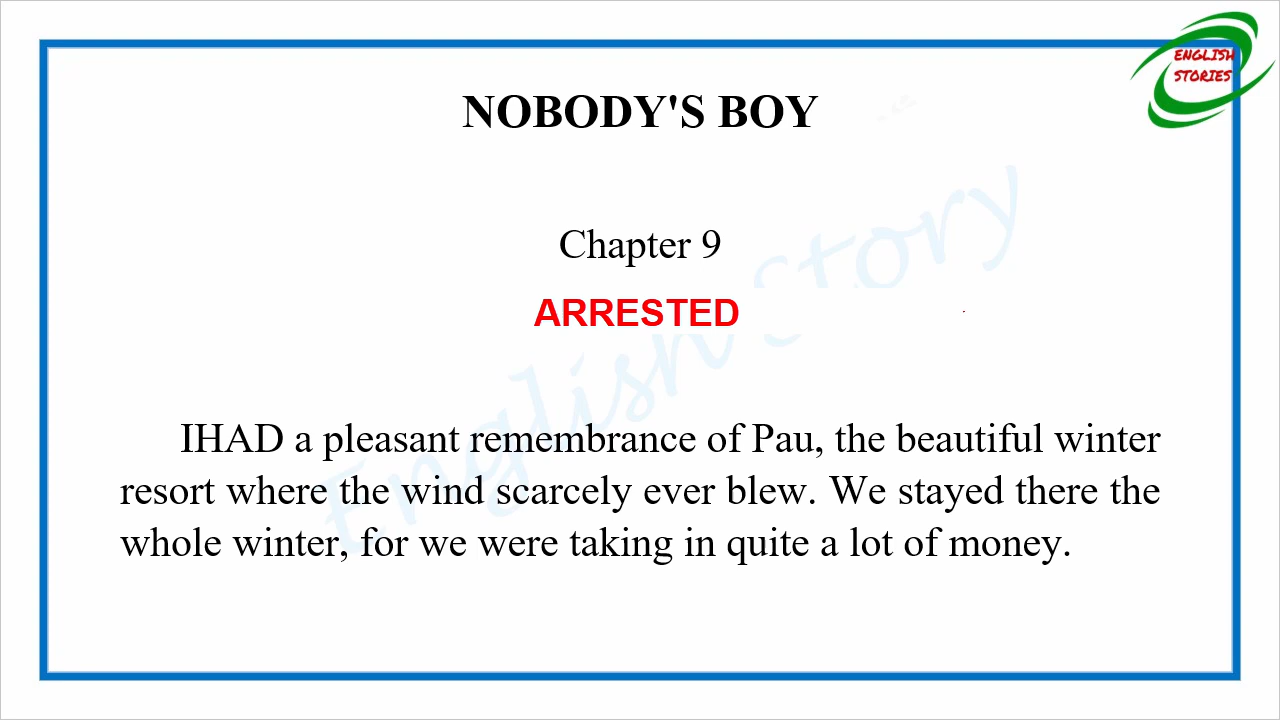 ENGLISH
STORIES
NOBODY'S BOY
Chapter 9
ARRESTED
English Story
IHAD a pleasant remembrance of Pau, the beautiful winter
resort where the wind scarcely ever blew. We stayed there the
whole winter, for we were taking in quite a lot of money.